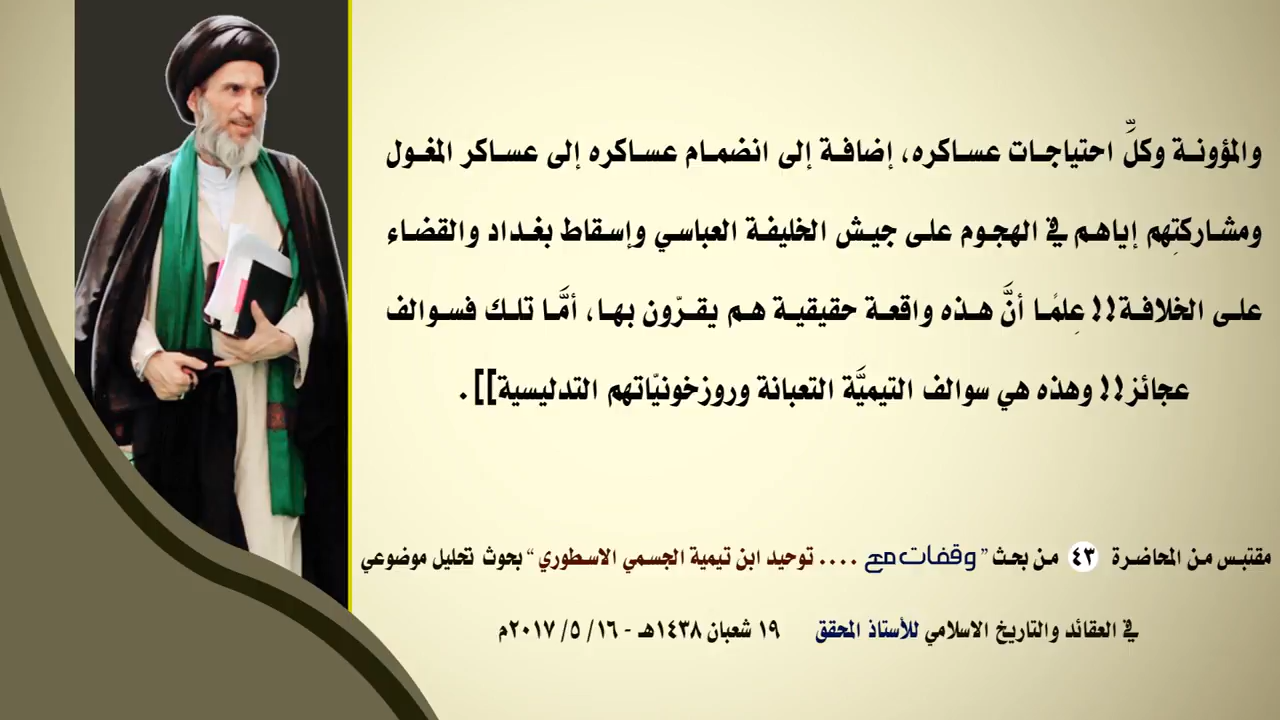 والمؤونة وكلَّ احتياجات عساكره، إضافة إلى انضمام عساكره إلى عساكر المغول
ومشاركتِهم إياهم في الهجوم على جيش الخليفة العباسي وإسقاط بغداد والقضاء
على الخلافة!! عِلمًا أنَّ هذه واقعة حقيقية هم يقرّون بها، أمَّا تلك فسوالف
عجائز!! وهذه هي سوالف التيميَّة التعبانة وروزخونيّاتهم التدليسية]].
مقتبس من المحاضرة ٤٣ من بحث " وقفات مع .... توحيد ابن تيمية الجسمي الاسطوري " بحوث تحليل موضوعي
في العقائد والتاريخ الاسلامي للأستاذ المحقق ١٩ شعبان ١٤٣٨هـ - ١٦/ ٥/ ٢٠١٧م